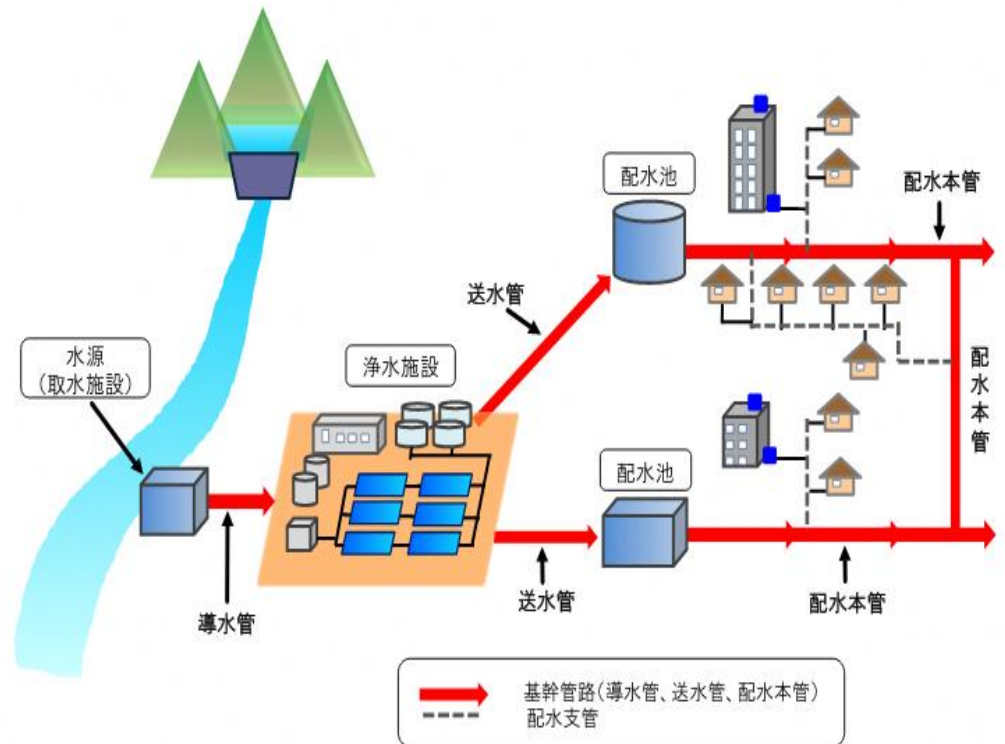 配水池
配水本管
送水管
水源
(取水施設)
浄水施設
配水本管
配水池
導水管
送水管
配水本管
基幹管路(導水管、送水管、配水本管)
配水支管